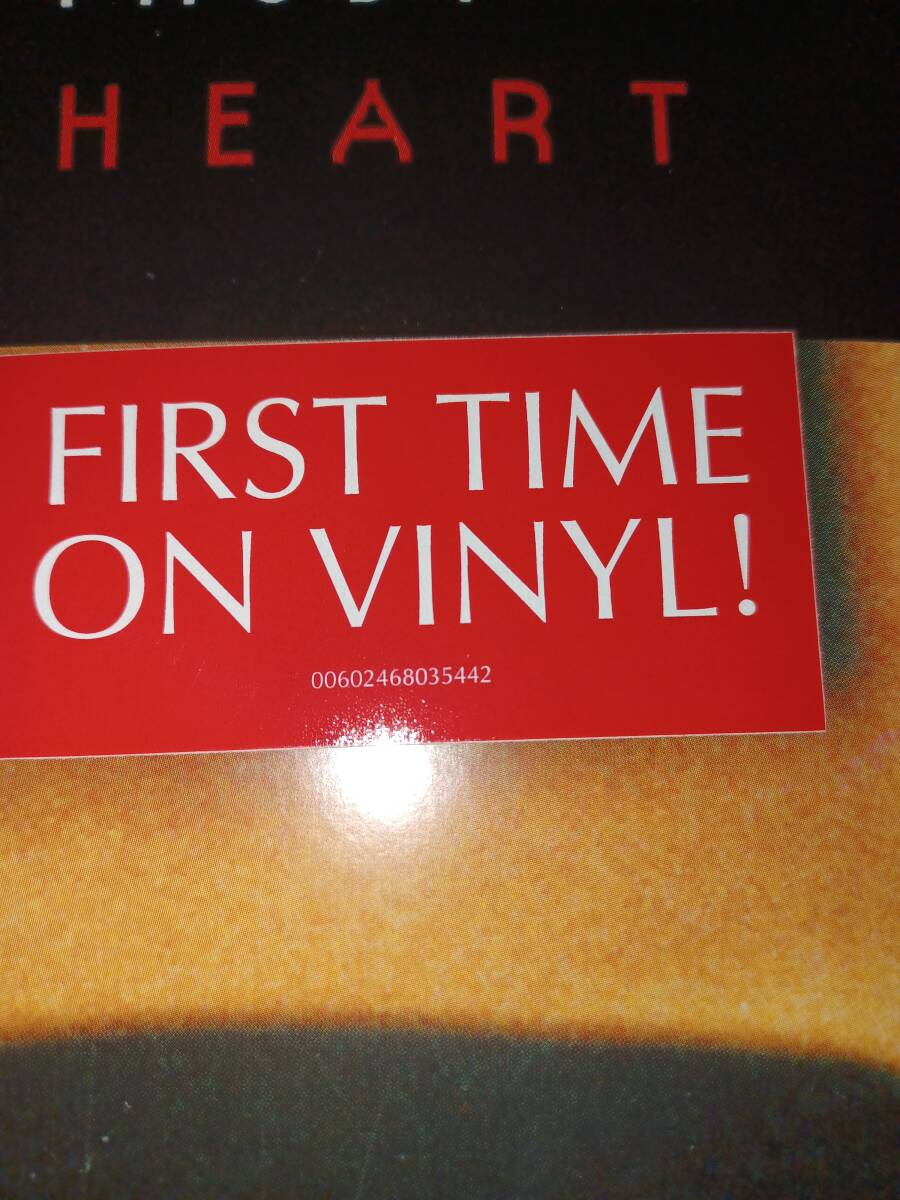 HEART
FIRST TIME
ON VINYL!
00602468035442